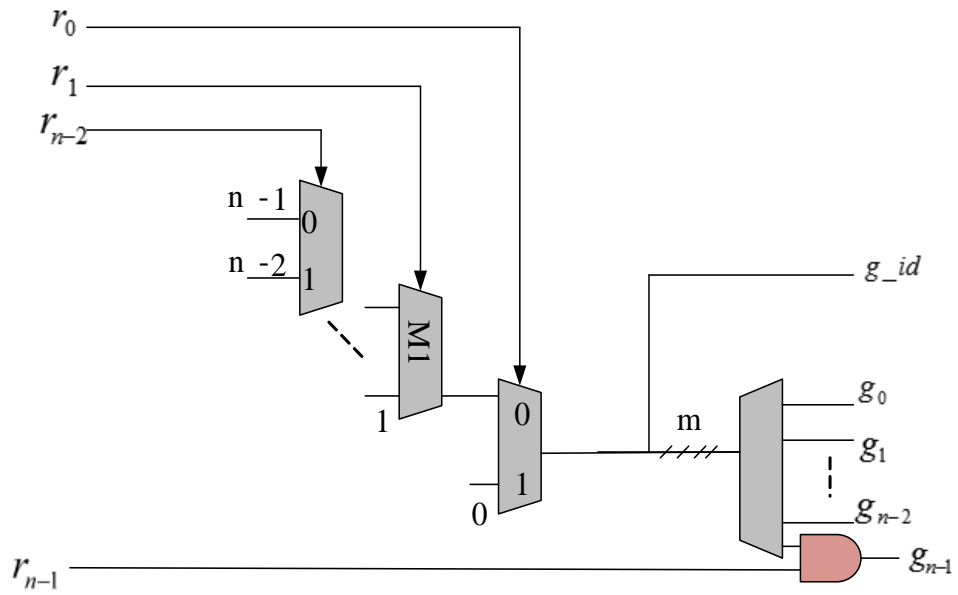 r₀
r₁
rₙ₋₂
n -1
0
n -2
1
M1
1
0
1
0
m
g_id
g₀
g₁
gₙ₋₂
gₙ₋₁
rₙ₋₁